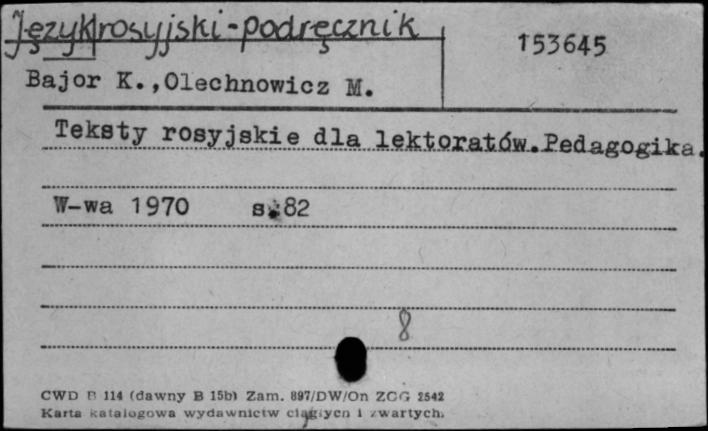 Język rosyjski-podręcznik
153645
Bajor K.,Olechnowicz M.
Teksty rosyjskie dla lektoratów.Pedagogika.
W-wa 1970 s.82
8
CWD B 114 (dawny B 15b) Zam. 897/DW/On ZCG 2542
Karta katalogowa wydawnictw ciągłych i zwartych.